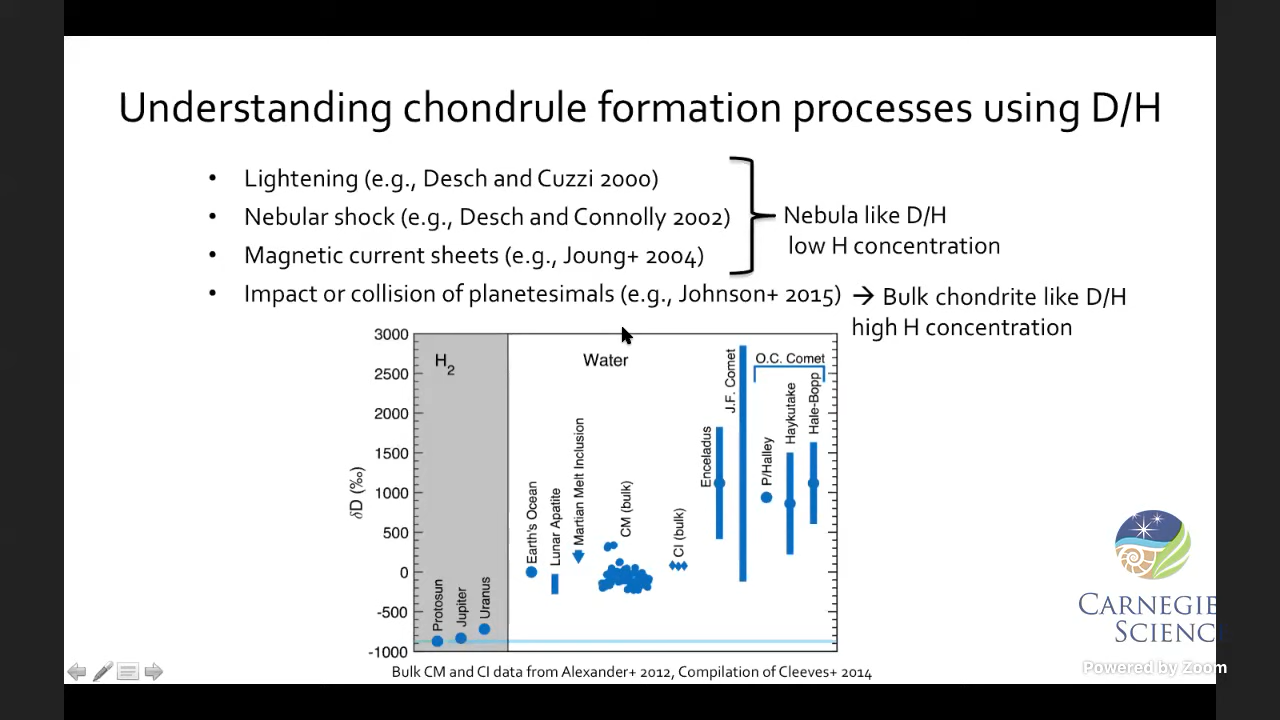 Understanding chondrule formation processes using D/H
• Lightening (e.g., Desch and Cuzzi 2000)
• Nebular shock (e.g., Desch and Connolly 2002)
• Magnetic current sheets (e.g., Joung+ 2004)
• Impact or collision of planetesimals (e.g., Johnson+ 2015)
Nebula like D/H
low H concentration
→ Bulk chondrite like D/H
high H concentration
3000
2500
2000
1500
1000
500
0
-500
-1000
δD (‰)
H2
Water
Protosun
Jupiter
Uranus
Earth's Ocean
Lunar Apatite
Martian Melt Inclusion
CM (bulk)
CI (bulk)
Enceladus
J.F. Comet
O.C. Comet
P/Halley
Haykutake
Hale-Bopp
Bulk CM and CI data from Alexander+ 2012, Compilation of Cleeves+ 2014
CARNEGIE
SCIENCE
Powered by Zoom